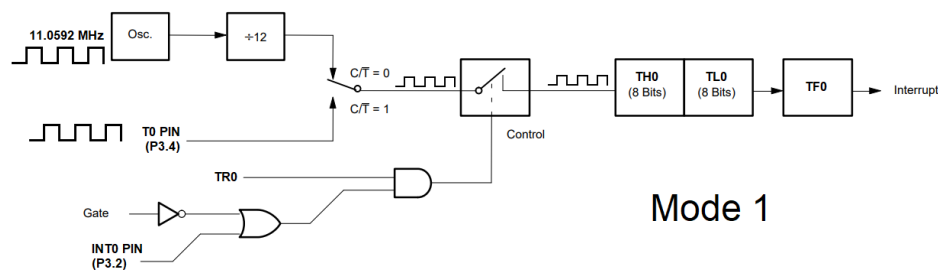 11.0592 MHz
Osc.
÷12
C/T̅ = 0
C/T̅ = 1
T0 PIN
(P3.4)
Control
TH0
(8 Bits)
TL0
(8 Bits)
TF0
Interrupt
TR0
Gate
INT0 PIN
(P3.2)
Mode 1